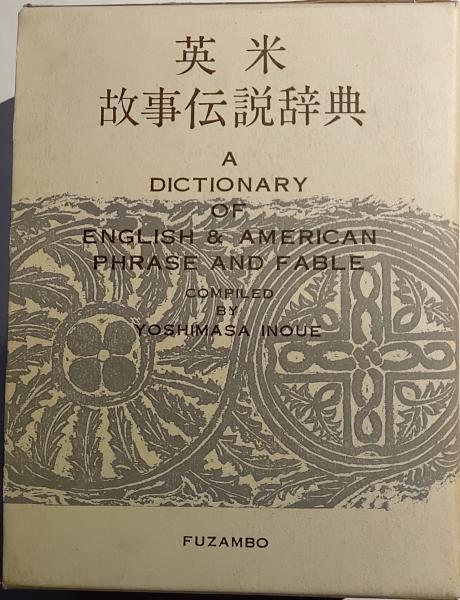 英米
故事伝説辞典
A
DICTIONARY
OF
ENGLISH & AMERICAN
PHRASE AND FABLE
COMPILED
BY
YOSHIMASA INOUE
FUZAMBO